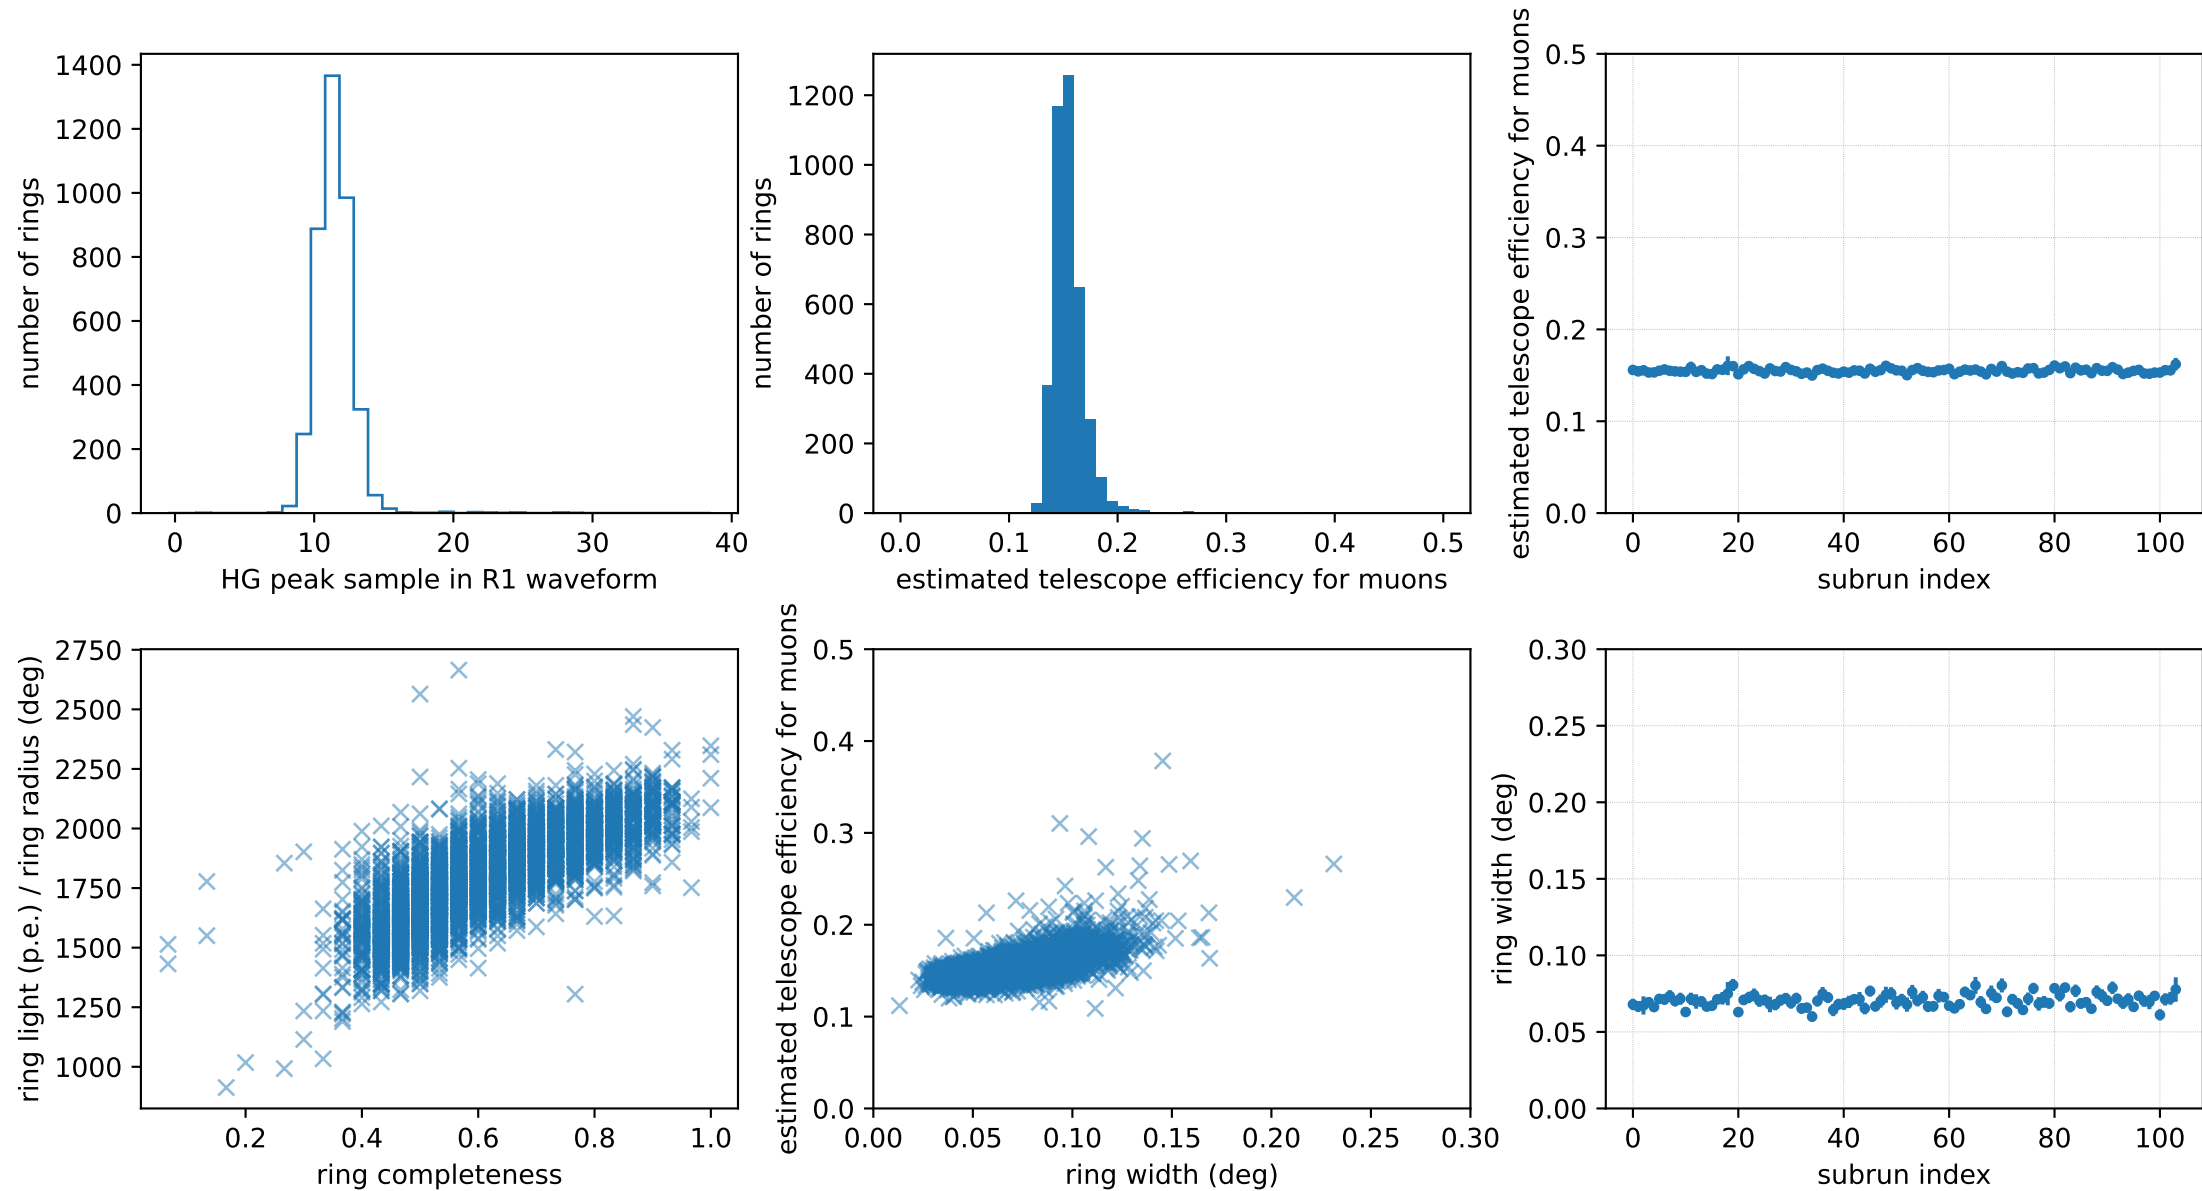 number of rings
1400
1200
1000
800
600
400
200
0
0 10 20 30 40
HG peak sample in R1 waveform
number of rings
1200
1000
800
600
400
200
0
0.0 0.1 0.2 0.3 0.4 0.5
estimated telescope efficiency for muons
estimated telescope efficiency for muons
0.5
0.4
0.3
0.2
0.1
0.0
0 20 40 60 80 100
subrun index
ring light (p.e.) / ring radius (deg)
2750
2500
2250
2000
1750
1500
1250
1000
0.2 0.4 0.6 0.8 1.0
ring completeness
estimated telescope efficiency for muons
0.5
0.4
0.3
0.2
0.1
0.0
0.00 0.05 0.10 0.15 0.20 0.25 0.30
ring width (deg)
ring width (deg)
0.30
0.25
0.20
0.15
0.10
0.05
0.00
0 20 40 60 80 100
subrun index